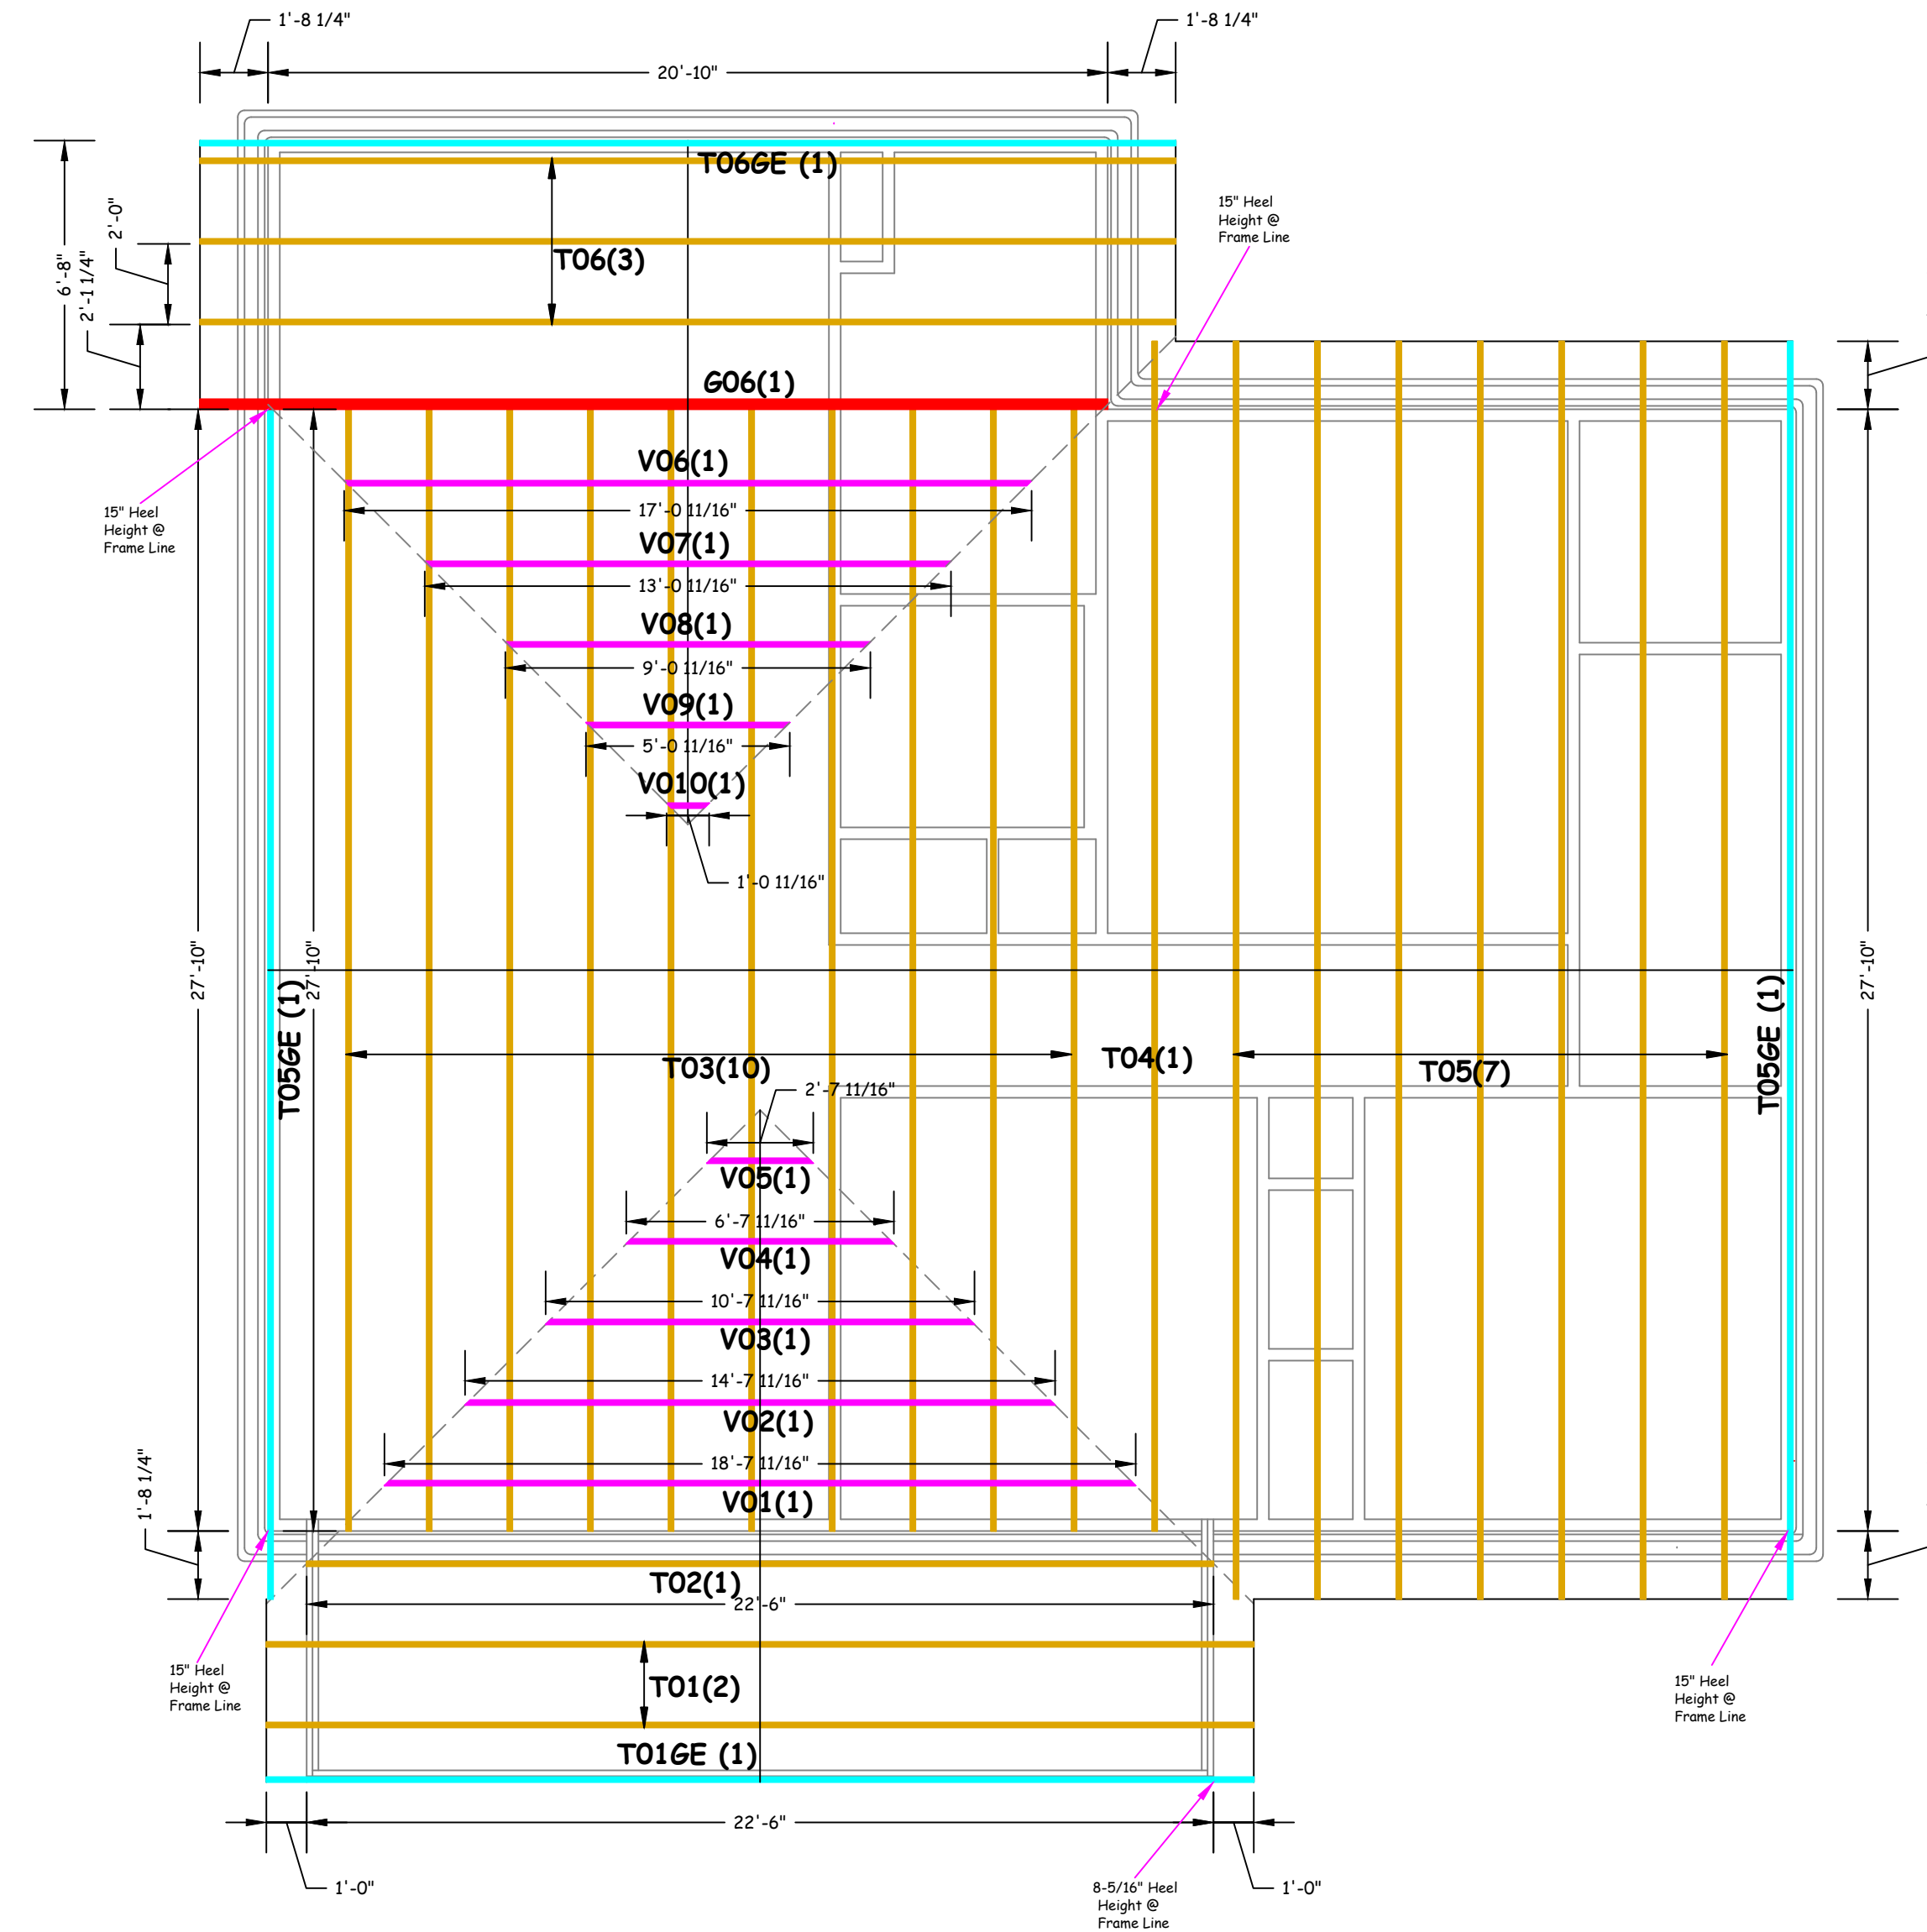 1'-8 1/4"
1'-8 1/4"
20'-10"
T06GE (1)
2'-0"
6'-8"
2'-1 1/4"
T06(3)
15" Heel
Height @
Frame Line
G06(1)
V06(1)
17'-0 11/16"
15" Heel
Height @
Frame Line
V07(1)
13'-0 11/16"
V08(1)
9'-0 11/16"
V09(1)
5'-0 11/16"
V010(1)
1'-0 11/16"
27'-10"
27'-10"
27'-10"
T05GE (1)
T05GE (1)
T03(10)
T04(1)
T05(7)
2'-7 11/16"
V05(1)
6'-7 11/16"
V04(1)
10'-7 11/16"
V03(1)
14'-7 11/16"
V02(1)
18'-7 11/16"
V01(1)
1'-8 1/4"
T02(1)
22'-6"
15" Heel
Height @
Frame Line
T01(2)
15" Heel
Height @
Frame Line
T01GE (1)
22'-6"
1'-0"
8-5/16" Heel
Height @
Frame Line
1'-0"